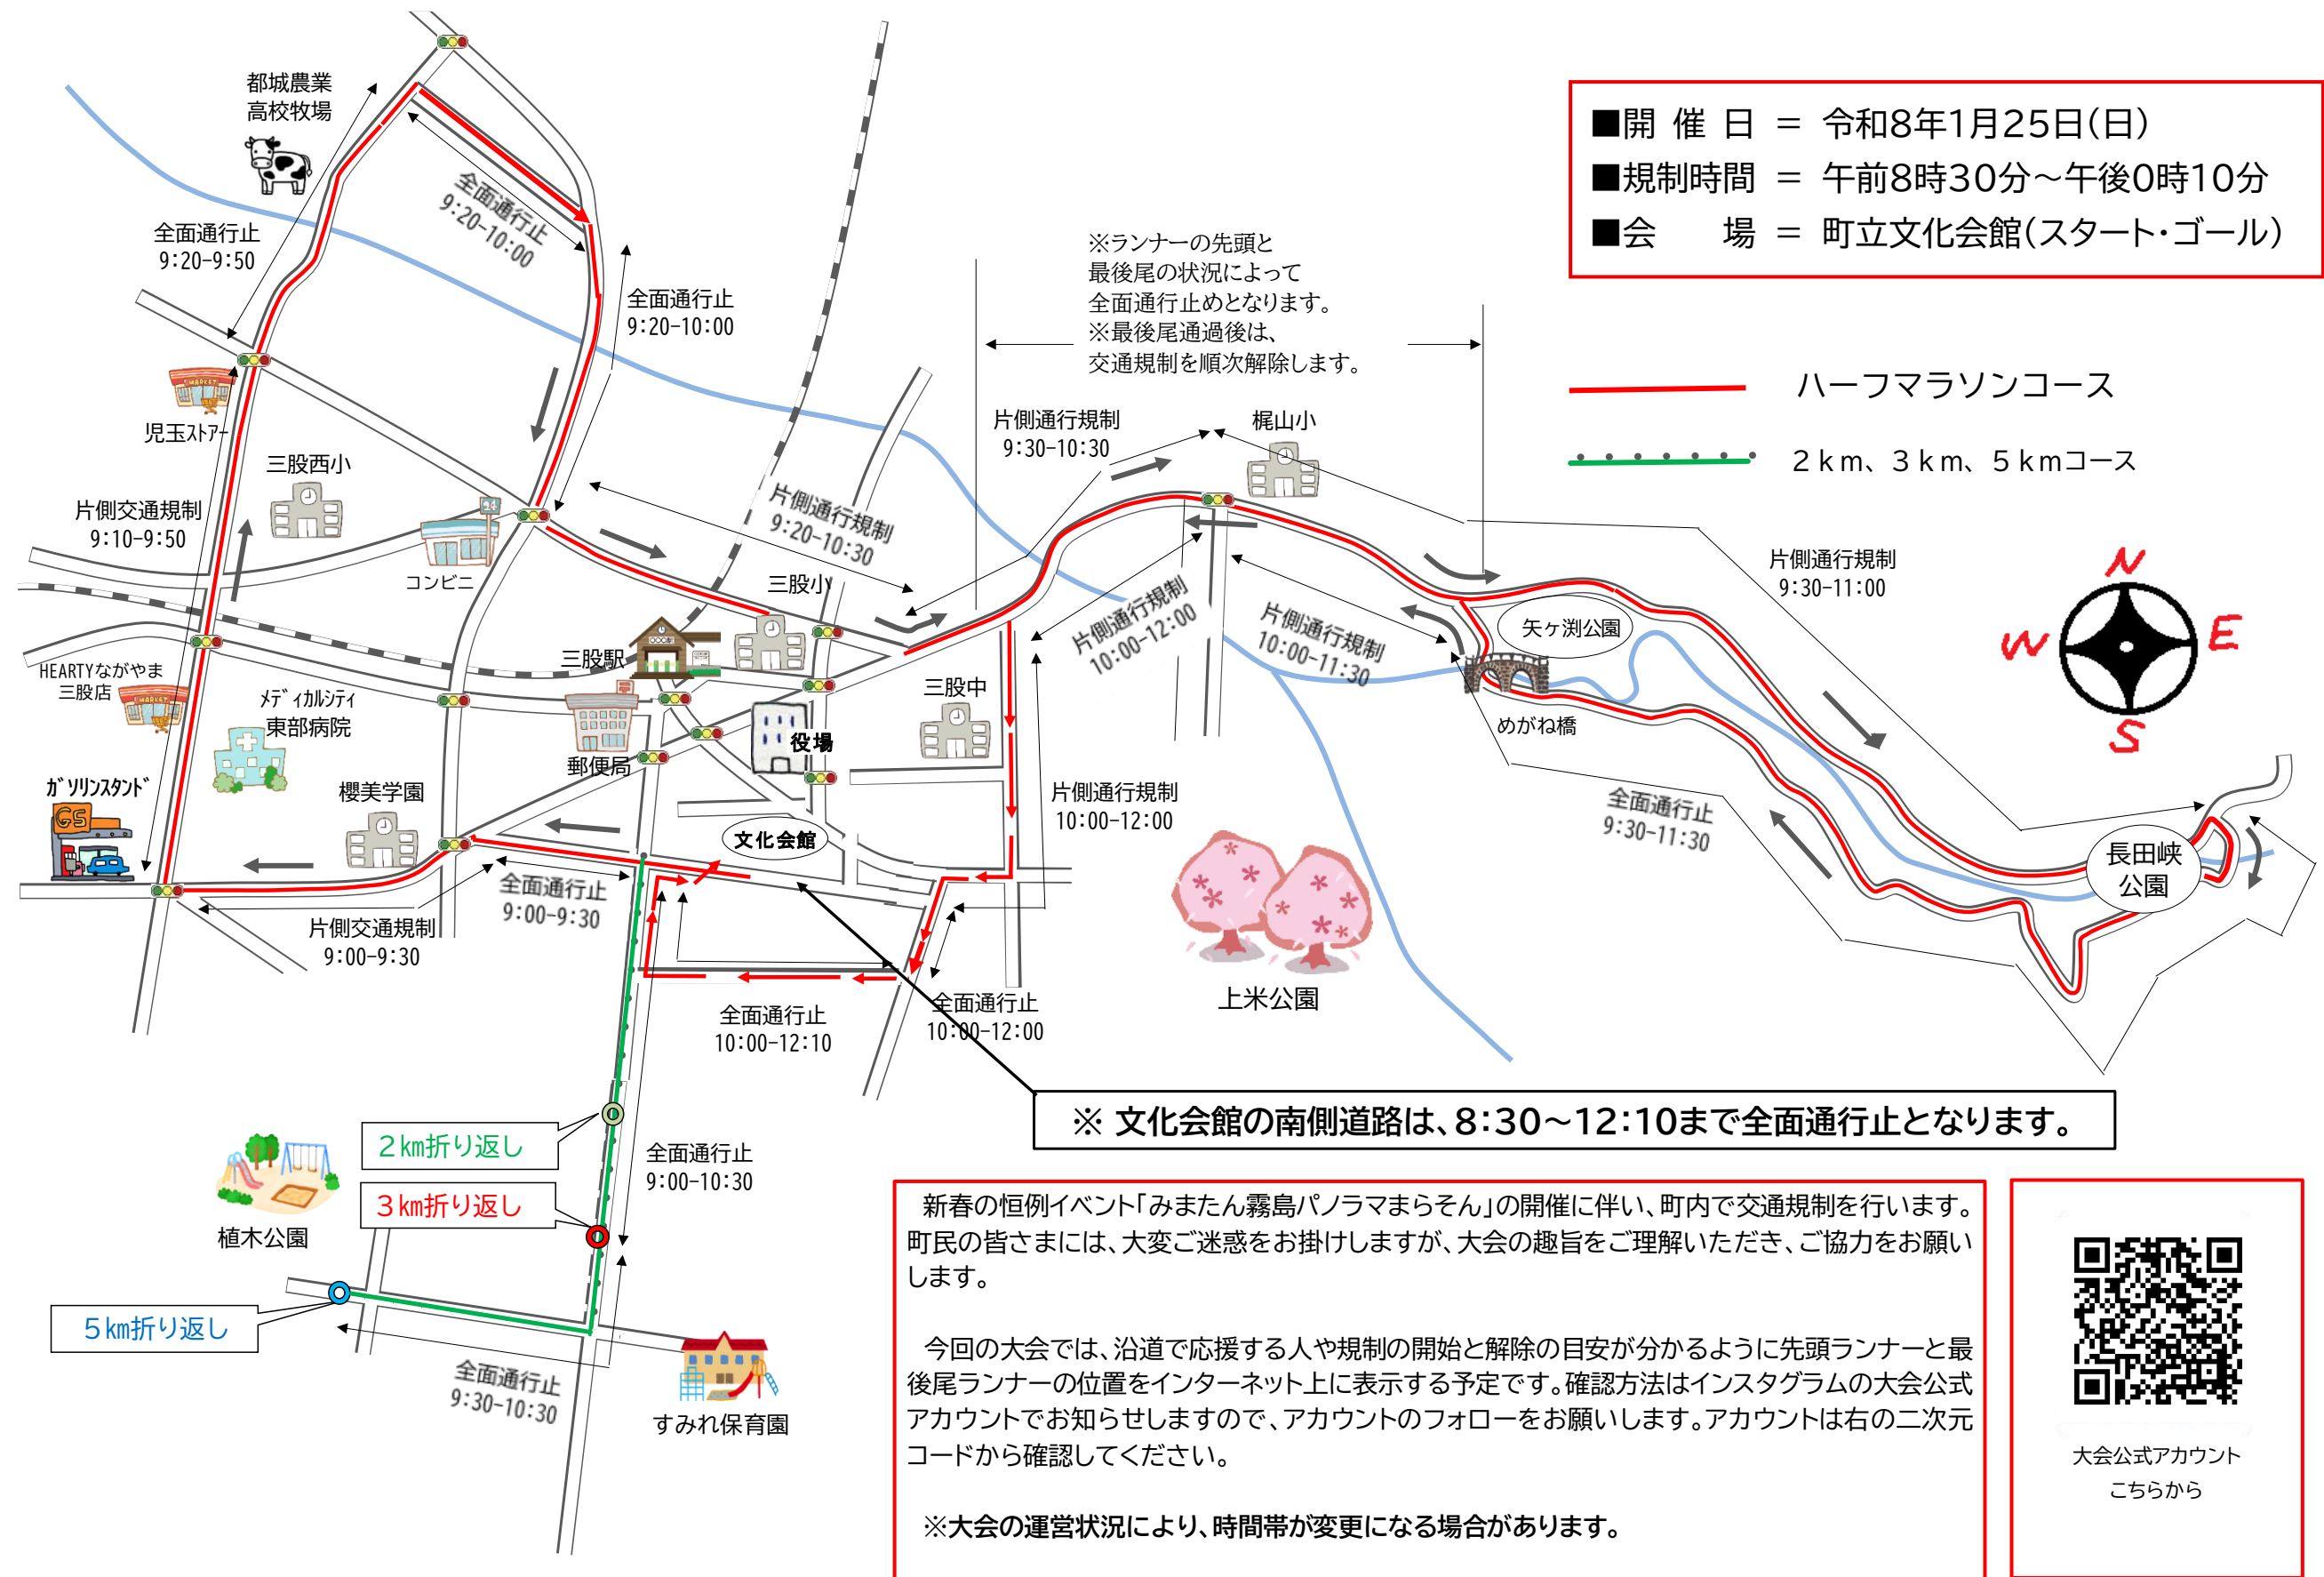 ■開 催 日 = 令和8年1月25日(日)
■規制時間 = 午前8時30分～午後0時10分
■会　　場 = 町立文化会館(スタート・ゴール)
ハーフマラソンコース
2km、3km、5kmコース
都城農業
高校牧場
全面通行止
9:20-9:50
全面通行止
9:20-10:00
全面通行止
9:20-10:00
※ランナーの先頭と
最後尾の状況によって
全面通行止めとなります。
※最後尾通過後は、
交通規制を順次解除します。
MARKET
児玉ストアー
三股西小
片側交通規制
9:10-9:50
コンビニ
片側通行規制
9:20-10:30
三股小
片側通行規制
9:30-10:30
梶山小
片側通行規制
9:30-11:00
N
W
E
S
片側通行規制
10:00-12:00
片側通行規制
10:00-11:30
矢ヶ渕公園
めがね橋
全面通行止
9:30-11:30
長田峡
公園
HEARTYながやま
三股店
MARKET
メディカルシティ
東部病院
三股駅
郵便局
役場
三股中
片側通行規制
10:00-12:00
ガソリンスタンド
GS
櫻美学園
文化会館
全面通行止
9:00-9:30
片側交通規制
9:00-9:30
全面通行止
10:00-12:10
全面通行止
10:00-12:00
上米公園
※ 文化会館の南側道路は、8:30～12:10まで全面通行止となります。
2km折り返し
3km折り返し
5km折り返し
植木公園
全面通行止
9:00-10:30
全面通行止
9:30-10:30
すみれ保育園
新春の恒例イベント「みまたん霧島パノラマまらそん」の開催に伴い、町内で交通規制を行います。
町民の皆さまには、大変ご迷惑をお掛けしますが、大会の趣旨をご理解いただき、ご協力をお願い
します。
今回の大会では、沿道で応援する人や規制の開始と解除の目安が分かるように先頭ランナーと最
後尾ランナーの位置をインターネット上に表示する予定です。確認方法はインスタグラムの大会公式
アカウントでお知らせしますので、アカウントのフォローをお願いします。アカウントは右の二次元
コードから確認してください。
※大会の運営状況により、時間帯が変更になる場合があります。
大会公式アカウント
こちらから